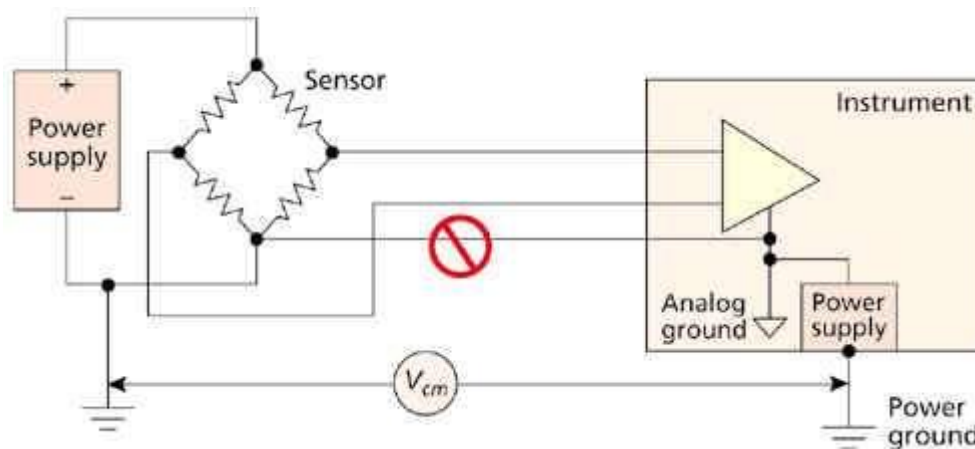 Sensor
+
Power
supply
−
Instrument
Analog
ground
Power
supply
Vcm
Power
ground